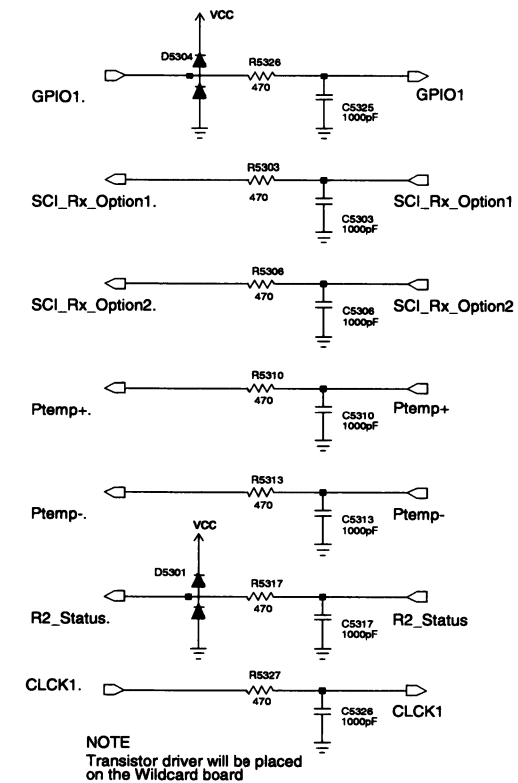 VCC
D5304
R5326
470
GPIO1.
GPIO1
C5325
1000pF
R5303
470
SCI_Rx_Option1.
SCI_Rx_Option1
C5303
1000pF
R5306
470
SCI_Rx_Option2.
SCI_Rx_Option2
C5306
1000pF
R5310
470
Ptemp+.
Ptemp+
C5310
1000pF
R5313
470
Ptemp-.
Ptemp-
C5313
1000pF
VCC
D5301
R5317
470
R2_Status.
R2_Status
C5317
1000pF
R5327
470
CLCK1.
CLCK1
C5326
1000pF
NOTE
Transistor driver will be placed
on the Wildcard board